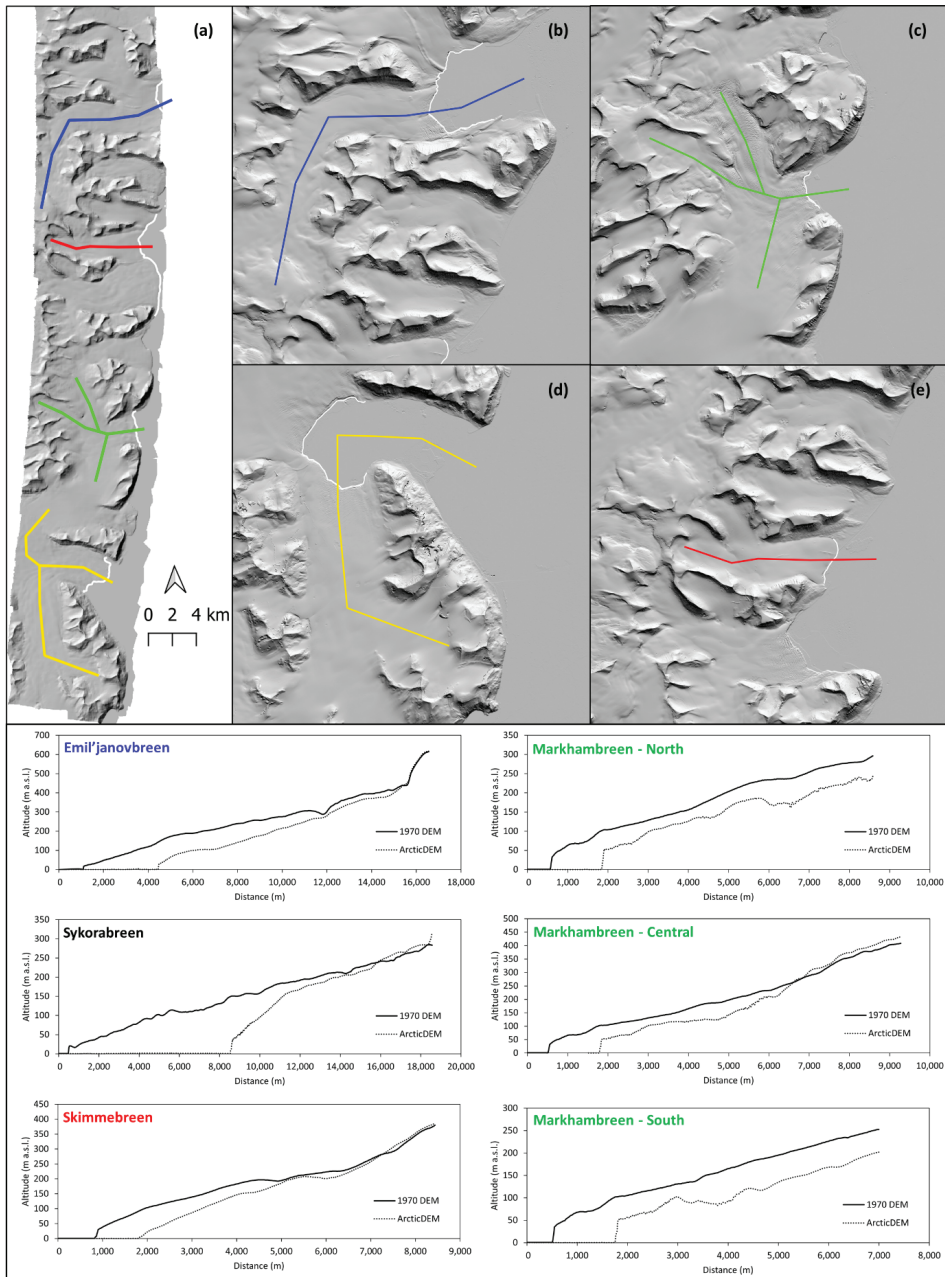 (a)
(b)
(c)
0 2 4 km
(d)
(e)
Emil'janovbreen
Altitude (m a.s.l.)
700
600
500
400
300
200
100
0
1970 DEM
ArcticDEM
0 2,000 4,000 6,000 8,000 10,000 12,000 14,000 16,000 18,000
Distance (m)
Markhambreen - North
Altitude (m a.s.l.)
350
300
250
200
150
100
50
0
1970 DEM
ArcticDEM
0 1,000 2,000 3,000 4,000 5,000 6,000 7,000 8,000 9,000 10,000
Distance (m)
Sykorabreen
Altitude (m a.s.l.)
350
300
250
200
150
100
50
0
1970 DEM
ArcticDEM
0 2,000 4,000 6,000 8,000 10,000 12,000 14,000 16,000 18,000 20,000
Distance (m)
Markhambreen - Central
Altitude (m a.s.l.)
500
450
400
350
300
250
200
150
100
50
0
1970 DEM
ArcticDEM
0 1,000 2,000 3,000 4,000 5,000 6,000 7,000 8,000 9,000 10,000
Distance (m)
Skimmebreen
Altitude (m a.s.l.)
450
400
350
300
250
200
150
100
50
0
1970 DEM
ArcticDEM
0 1,000 2,000 3,000 4,000 5,000 6,000 7,000 8,000 9,000
Distance (m)
Markhambreen - South
Altitude (m a.s.l.)
250
200
150
100
50
0
1970 DEM
ArcticDEM
0 1,000 2,000 3,000 4,000 5,000 6,000 7,000 8,000
Distance (m)